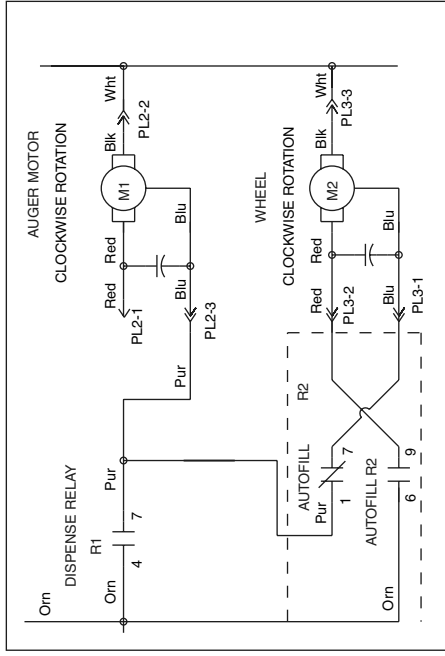 AUGER MOTOR
CLOCKWISE ROTATION
DISPENSE RELAY
Orn
R1
Orn
4
7
Pur
Pur
Red
Red
PL2-1
M1
Blk
Wht
PL2-2
Blu
Blu
PL2-3
WHEEL
CLOCKWISE ROTATION
R2
AUTOFILL
Pur
1
7
AUTOFILL R2
Orn
6
9
Red
Red
PL3-2
M2
Blk
Wht
PL3-3
Blu
Blu
PL3-1